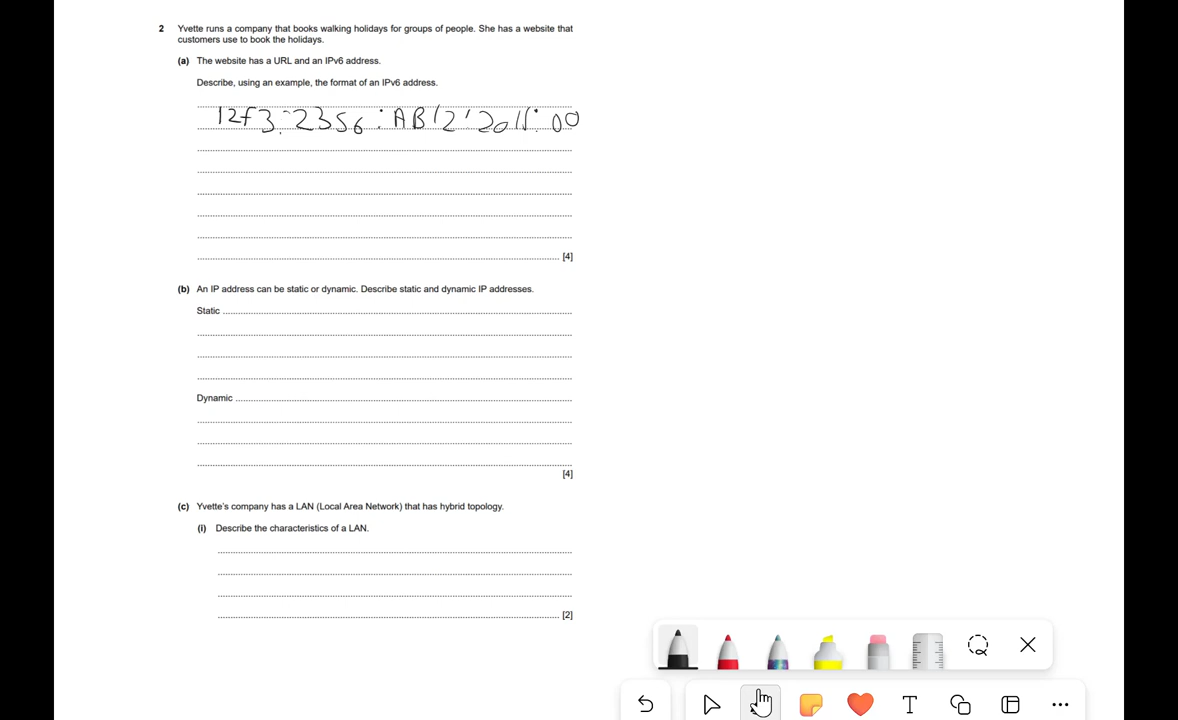 2 Yvette runs a company that books walking holidays for groups of people. She has a website that
customers use to book the holidays.
(a) The website has a URL and an IPv6 address.
Describe, using an example, the format of an IPv6 address.
12f3:2356:AB12
00
[4]
(b) An IP address can be static or dynamic. Describe static and dynamic IP addresses.
Static
Dynamic
[4]
(c) Yvette's company has a LAN (Local Area Network) that has hybrid topology.
(i) Describe the characteristics of a LAN.
[2]
T